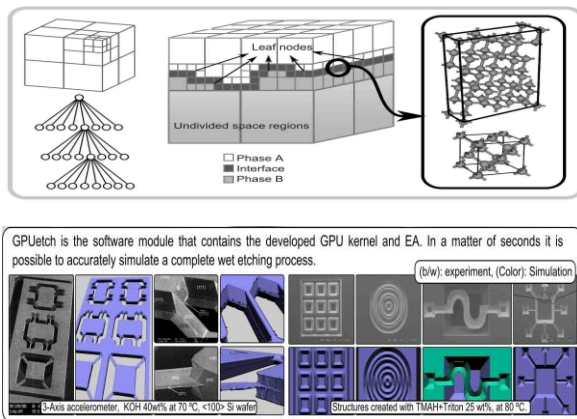 Leaf nodes
Undivided space regions
Phase A
Interface
Phase B
GPUetch is the software module that contains the developed GPU kernel and EA. In a matter of seconds it is
possible to accurately simulate a complete wet etching process.
(b/w): experiment, (Color): Simulation
3-Axis accelerometer, KOH 40wt% at 70 ºC, <100> Si wafer
Structures created with TMAH+Triton 25 wt%, at 80 ºC.